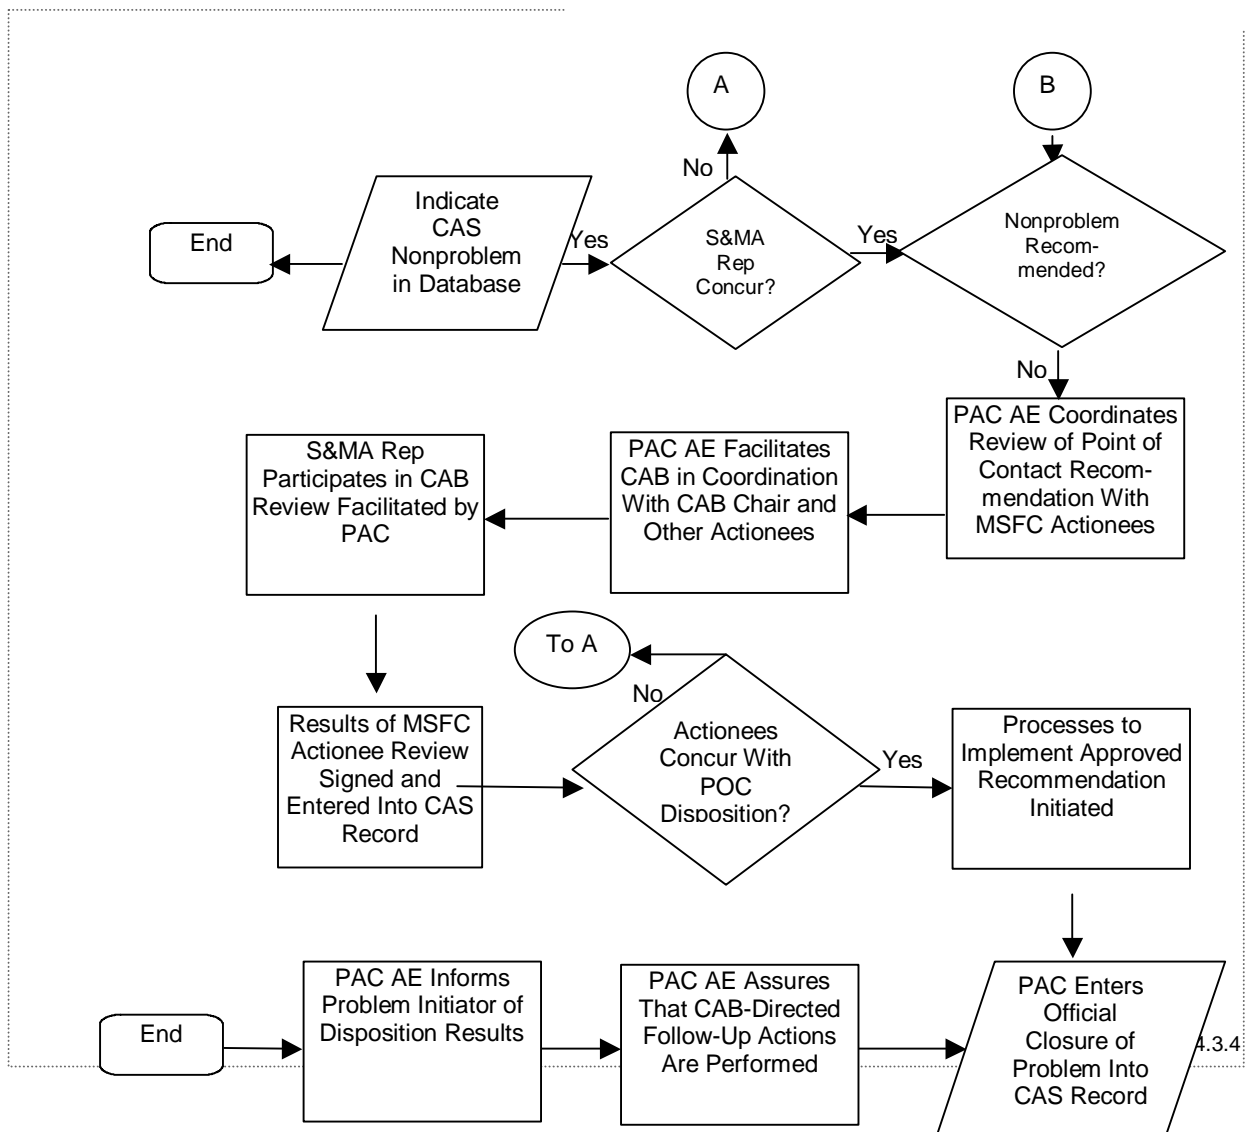 A
B
No
End
Indicate
CAS
Nonproblem
in Database
Yes
S&MA
Rep
Concur?
Yes
Nonproblem
Recom-
mended?
No
S&MA Rep
Participates in CAB
Review Facilitated by
PAC
PAC AE Facilitates
CAB in Coordination
With CAB Chair and
Other Actionees
PAC AE Coordinates
Review of Point of
Contact Recom-
mendation With
MSFC Actionees
To A
No
Results of MSFC
Actionee Review
Signed and
Entered Into CAS
Record
Actionees
Concur With
POC
Disposition?
Yes
Processes to
Implement Approved
Recommendation
Initiated
End
PAC AE Informs
Problem Initiator of
Disposition Results
PAC AE Assures
That CAB-Directed
Follow-Up Actions
Are Performed
PAC Enters
Official
Closure of
Problem Into
CAS Record
4.3.4